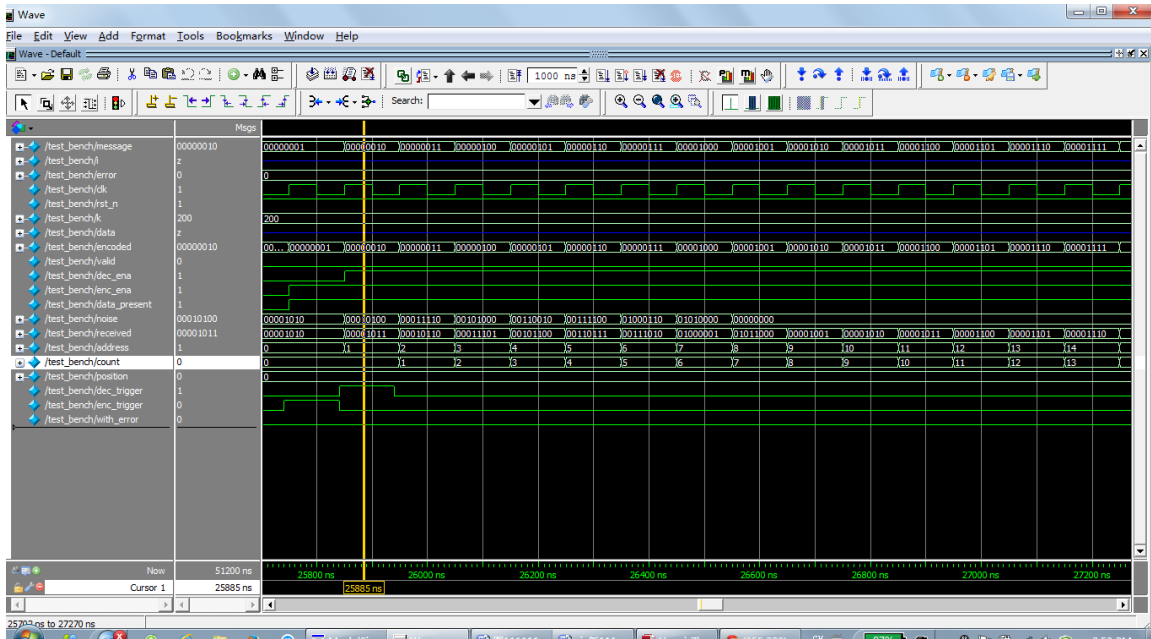 Wave
File Edit View Add Format Tools Bookmarks Window Help
Wave - Default
1000 ns
Search:
Msgs
/test_bench/message 00000010 00000001 00000010 00000011 00000100 00000101 00000110 00000111 00001000 00001001 00001010 00001011 00001100 00001101 00001110 00001111
/test_bench/i z
/test_bench/error 0 0
/test_bench/clk 1
/test_bench/rst_n 1
/test_bench/k 200 200
/test_bench/data z
/test_bench/encoded 00000010 00... 00000001 00000010 00000011 00000100 00000101 00000110 00000111 00001000 00001001 00001010 00001011 00001100 00001101 00001110 00001111
/test_bench/valid 0
/test_bench/dec_ena 1
/test_bench/enc_ena 1
/test_bench/data_present 1
/test_bench/noise 00010100 00001010 00010100 00011110 00101000 00110010 00111100 01000110 01010000 00000000
/test_bench/received 00001011 00001010 00001011 00010110 00011101 00101100 00110111 00111010 01000001 01011000 00001001 00001010 00001011 00001100 00001101 00001110
/test_bench/address 1 0 1 2 3 4 5 6 7 8 9 10 11 12 13 14
/test_bench/count 0 0 1 2 3 4 5 6 7 8 9 10 11 12 13
/test_bench/position 0 0
/test_bench/dec_trigger 1
/test_bench/enc_trigger 0
/test_bench/with_error 0
Now 51200 ns 25800 ns 26000 ns 26200 ns 26400 ns 26600 ns 26800 ns 27000 ns 27200 ns
Cursor 1 25885 ns 25885 ns
ns to 27270 ns